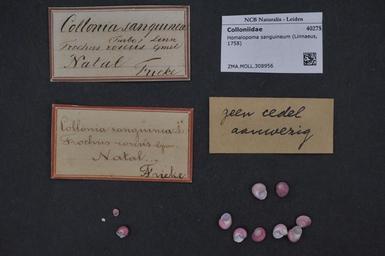 Collonia sanguinea
(Turbo) Linn
Trochus roseus Gmel
Natal
Fricke
NCB Naturalis - Leiden
Colloniidae 40275
Homalopoma sanguineum (Linnaeus,
1758)
ZMA.MOLL.308956
Collonia sanguinea L.
Trochus roseus
Natal.
Fricke
geen cedel
aanwezig